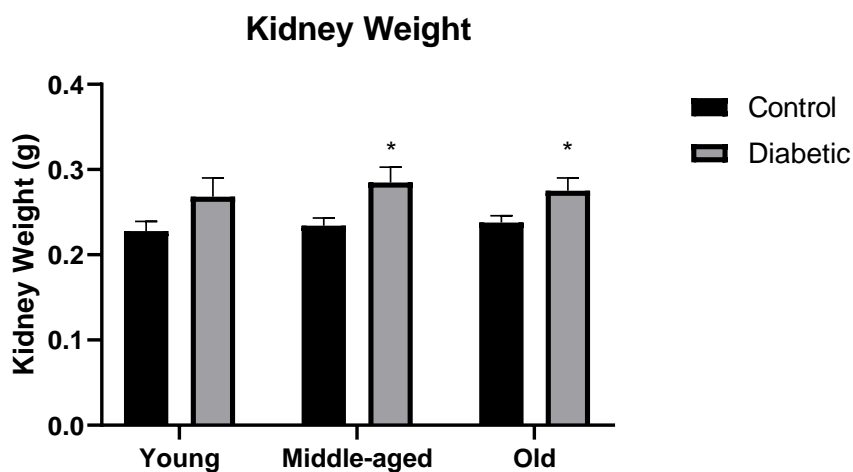 Kidney Weight
Kidney Weight (g)
0.4
0.3
0.2
0.1
0.0
* *
Young Middle-aged Old
Control
Diabetic